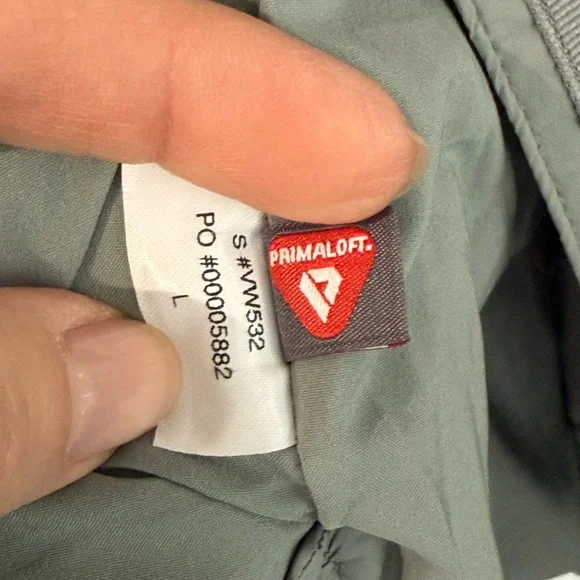 S #VW532
PO #00005882
L
PRIMALOFT